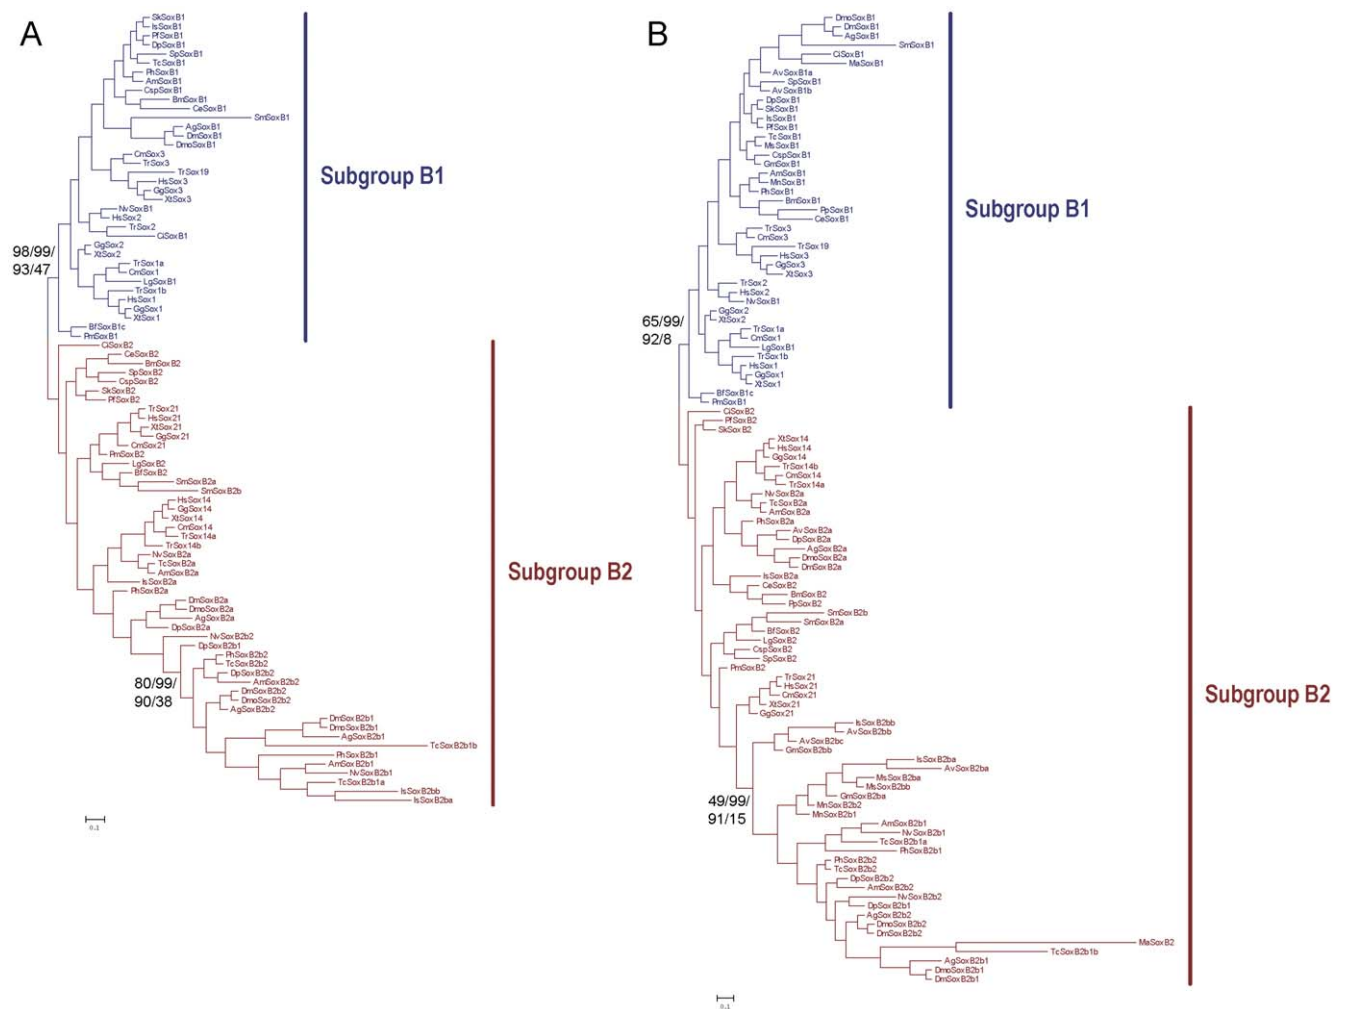 A
SkSoxB1
IsSoxB1
PfSoxB1
DpSoxB1
SpSoxB1
TcSoxB1
PhSoxB1
AmSoxB1
CspSoxB1
BmSoxB1
CeSoxB1
SmSoxB1
AgSoxB1
DmSoxB1
DmoSoxB1
CmSox3
TrSox3
TrSox19
HsSox3
GgSox3
XtSox3
NvSoxB1
HsSox2
TrSox2
CiSoxB1
GgSox2
XtSox2
TrSox1a
CmSox1
LgSoxB1
TrSox1b
HsSox1
GgSox1
XtSox1
BfSoxB1c
PmSoxB1
98/99/
93/47
Subgroup B1
CiSoxB2
CeSoxB2
BmSoxB2
SpSoxB2
CspSoxB2
SkSoxB2
PfSoxB2
TrSox21
HsSox21
XtSox21
GgSox21
CmSox21
PmSoxB2
LgSoxB2
BfSoxB2
SmSoxB2a
SmSoxB2b
HsSox14
GgSox14
XtSox14
CmSox14
TrSox14a
TrSox14b
NvSoxB2a
TcSoxB2a
AmSoxB2a
IsSoxB2a
PhSoxB2a
DmSoxB2a
DmoSoxB2a
AgSoxB2a
DpSoxB2a
NvSoxB2b2
DpSoxB2b1
PhSoxB2b2
TcSoxB2b2
DpSoxB2b2
AmSoxB2b2
DmSoxB2b2
DmoSoxB2b2
AgSoxB2b2
DmSoxB2b1
DmoSoxB2b1
AgSoxB2b1
TcSoxB2b1b
PhSoxB2b1
AmSoxB2b1
NvSoxB2b1
TcSoxB2b1a
IsSoxB2bb
IsSoxB2ba
80/99/
90/38
Subgroup B2
0.1
B
DmoSoxB1
DmSoxB1
AgSoxB1
SmSoxB1
CiSoxB1
MaSoxB1
AvSoxB1a
SpSoxB1
AvSoxB1b
DpSoxB1
SkSoxB1
IsSoxB1
PfSoxB1
TcSoxB1
MsSoxB1
CspSoxB1
GmSoxB1
AmSoxB1
MnSoxB1
PhSoxB1
BmSoxB1
PpSoxB1
CeSoxB1
TrSox3
CmSox3
TrSox19
HsSox3
GgSox3
XtSox3
TrSox2
HsSox2
NvSoxB1
GgSox2
XtSox2
TrSox1a
CmSox1
LgSoxB1
TrSox1b
HsSox1
GgSox1
XtSox1
BfSoxB1c
PmSoxB1
65/99/
92/8
Subgroup B1
CiSoxB2
PfSoxB2
SkSoxB2
XtSox14
HsSox14
GgSox14
TrSox14b
CmSox14
TrSox14a
NvSoxB2a
TcSoxB2a
AmSoxB2a
PhSoxB2a
AvSoxB2a
DpSoxB2a
AgSoxB2a
DmoSoxB2a
DmSoxB2a
IsSoxB2a
CeSoxB2
BmSoxB2
PpSoxB2
SmSoxB2b
SmSoxB2a
BfSoxB2
LgSoxB2
CspSoxB2
SpSoxB2
PmSoxB2
TrSox21
HsSox21
CmSox21
XtSox21
GgSox21
IsSoxB2bb
AvSoxB2bb
AvSoxB2bc
GmSoxB2bb
IsSoxB2ba
AvSoxB2ba
MsSoxB2ba
MsSoxB2bb
GmSoxB2ba
MnSoxB2b2
MnSoxB2b1
AmSoxB2b1
NvSoxB2b1
TcSoxB2b1a
PhSoxB2b1
PhSoxB2b2
TcSoxB2b2
DpSoxB2b2
AmSoxB2b2
NvSoxB2b2
DpSoxB2b1
AgSoxB2b2
DmoSoxB2b2
DmSoxB2b2
MaSoxB2
TcSoxB2b1b
AgSoxB2b1
DmoSoxB2b1
DmSoxB2b1
49/99/
91/15
Subgroup B2
0.1